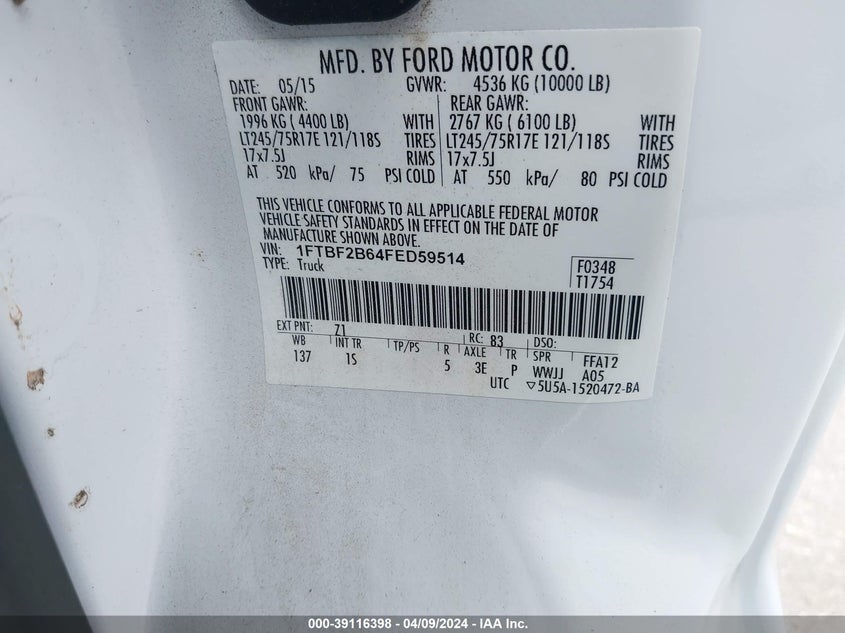 MFD. BY FORD MOTOR CO.
DATE: 05/15 GVWR: 4536 KG (10000 LB)
FRONT GAWR: REAR GAWR:
1996 KG ( 4400 LB) WITH 2767 KG ( 6100 LB) WITH
LT245/75R17E 121/118S TIRES LT245/75R17E 121/118S TIRES
17x7.5J RIMS 17x7.5J RIMS
AT 520 kPa/ 75 PSI COLD AT 550 kPa/ 80 PSI COLD
THIS VEHICLE CONFORMS TO ALL APPLICABLE FEDERAL MOTOR
VEHICLE SAFETY STANDARDS IN EFFECT ON THE DATE OF
MANUFACTURE SHOWN ABOVE.
VIN: 1FTBF2B64FED59514
TYPE: Truck
F0348
T1754
EXT PNT: Z1 RC: 83 DSO:
WB INT TR TP/PS R AXLE TR SPR FFA12
137 1S 5 3E P WWJJ A05
UTC ▽5U5A-1520472-BA
000-39116398 - 04/09/2024 - IAA Inc.